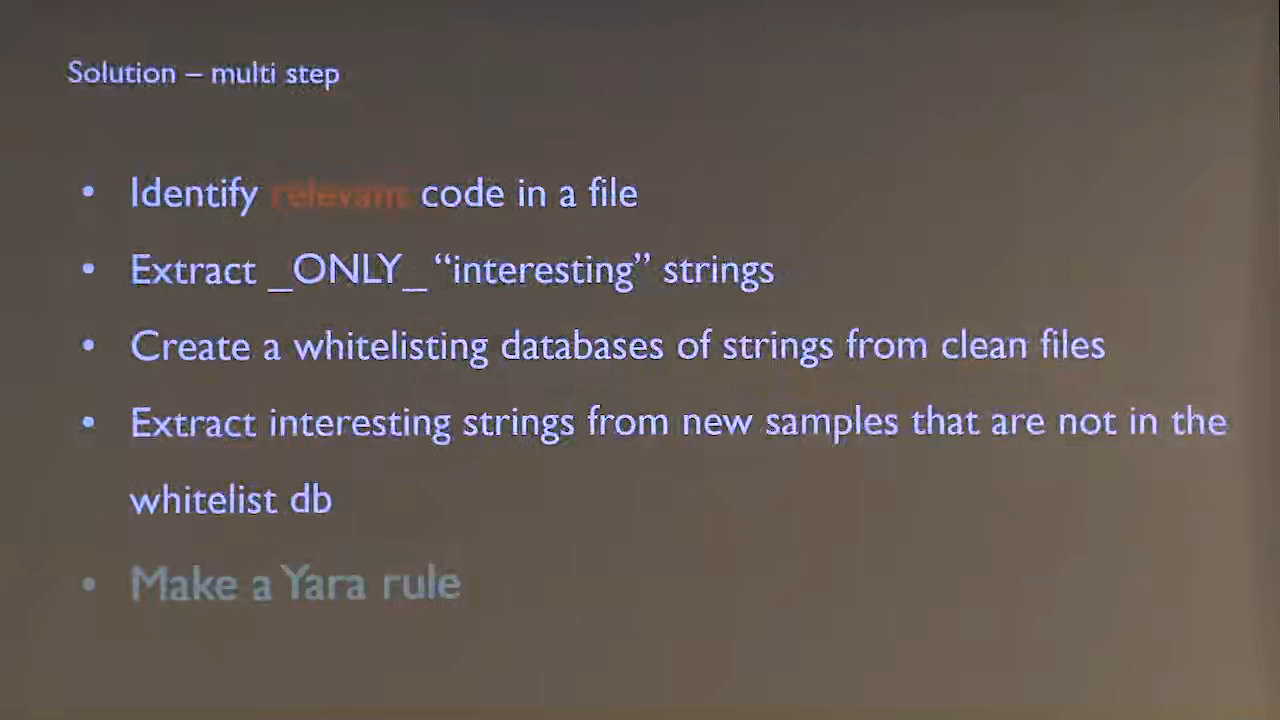 Solution – multi step
• Identify relevant code in a file
• Extract _ONLY_ “interesting” strings
• Create a whitelisting databases of strings from clean files
• Extract interesting strings from new samples that are not in the
whitelist db
• Make a Yara rule